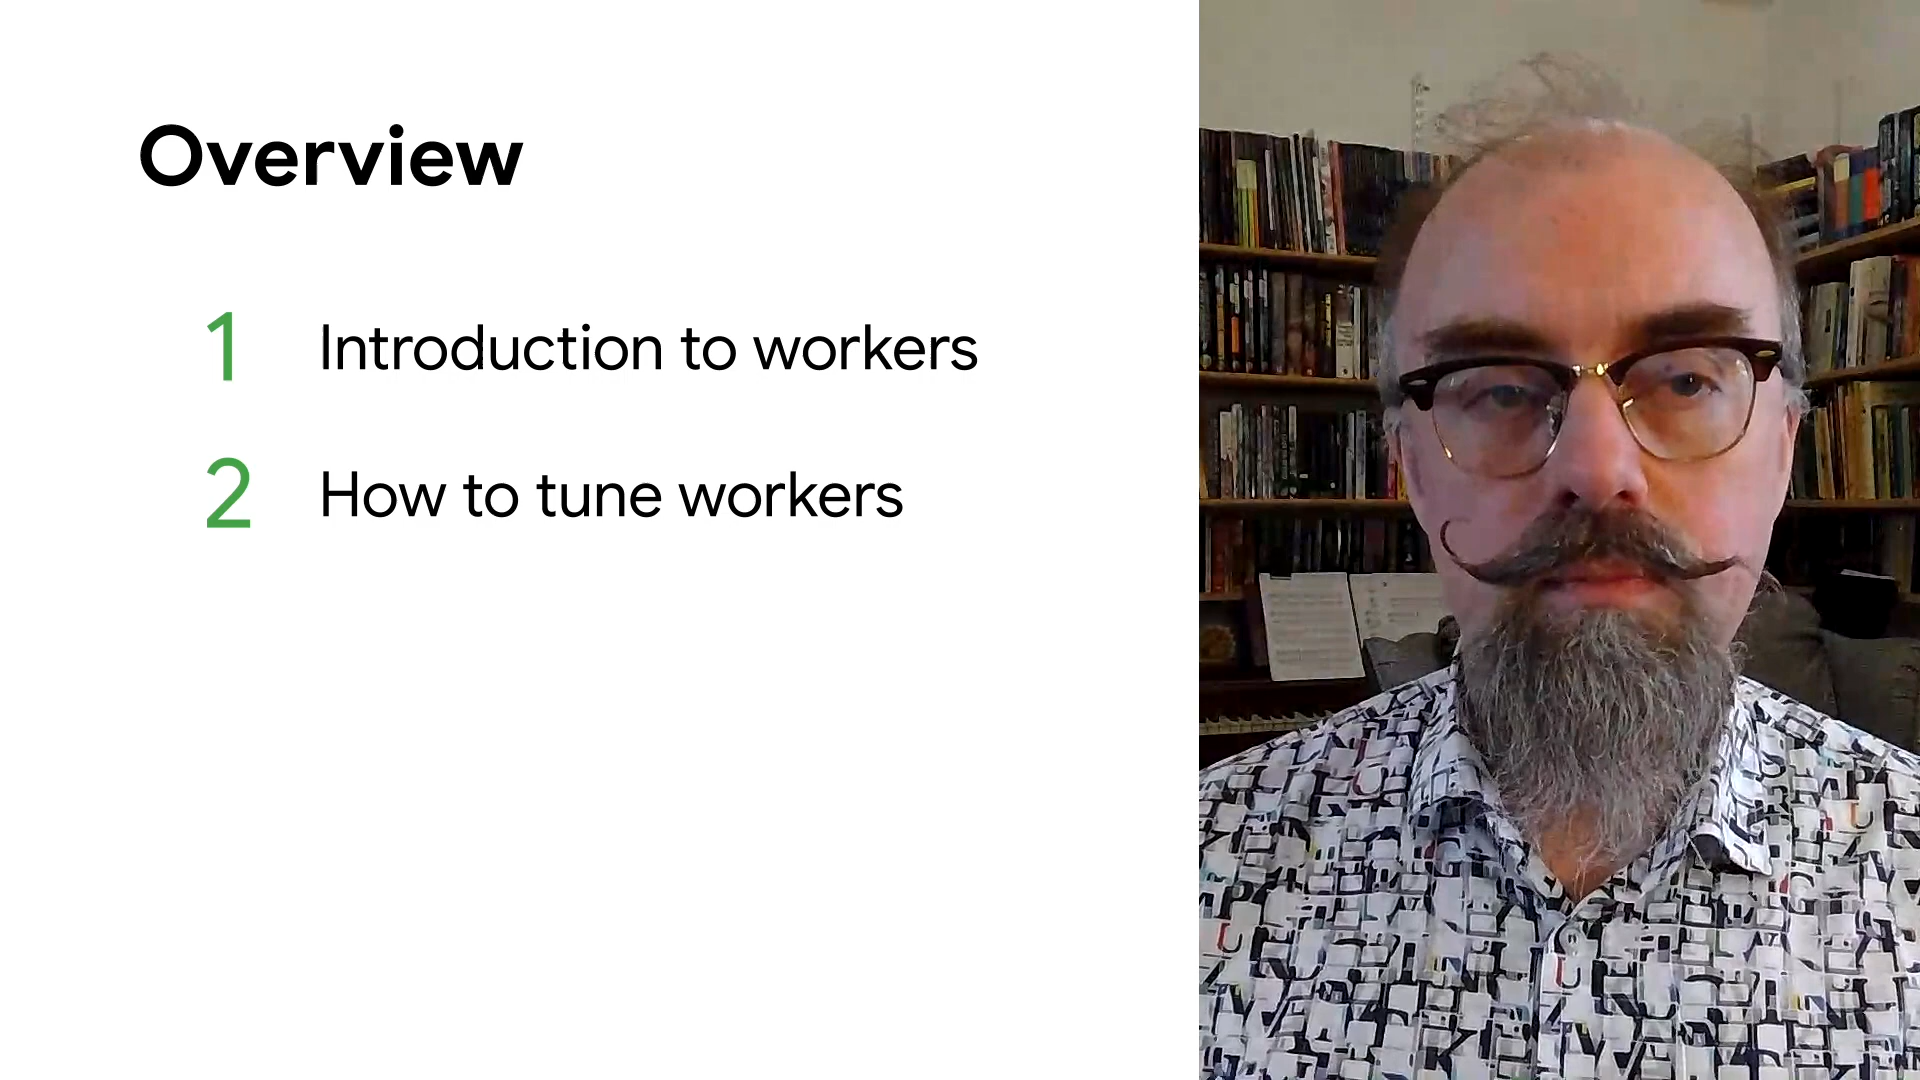 Overview
1 Introduction to workers
2 How to tune workers